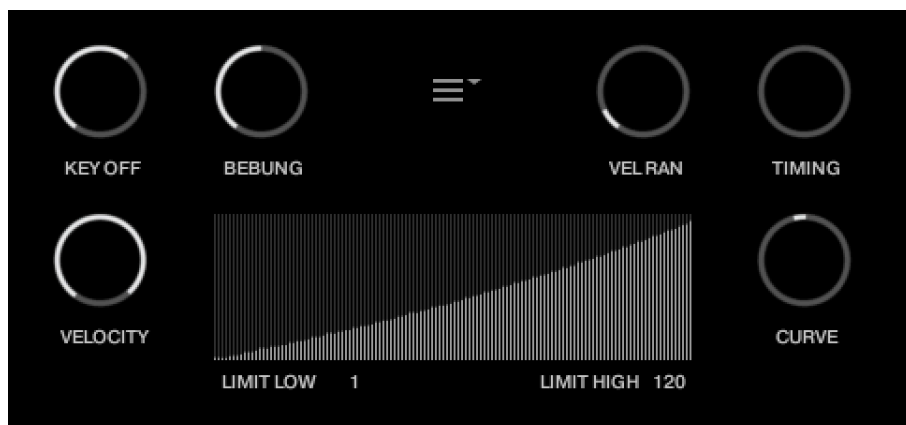 KEY OFF BEBUNG VEL RAN TIMING
VELOCITY CURVE
LIMIT LOW 1 LIMIT HIGH 120